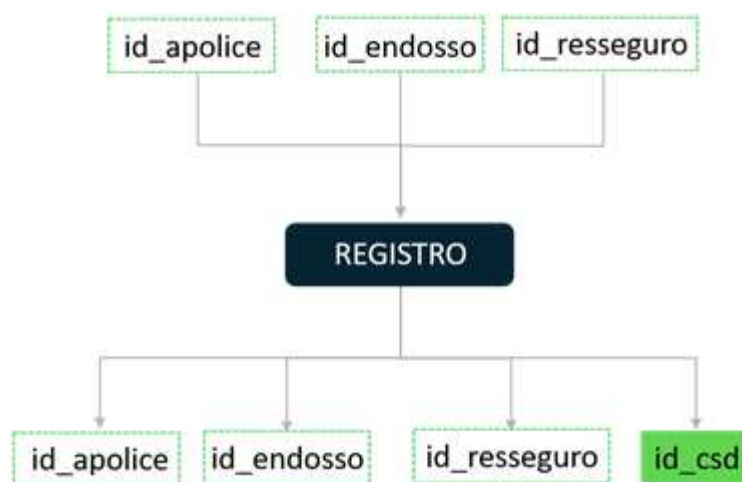 id_apolice
id_endosso
id_resseguro
REGISTRO
id_apolice
id_endosso
id_resseguro
id_csd